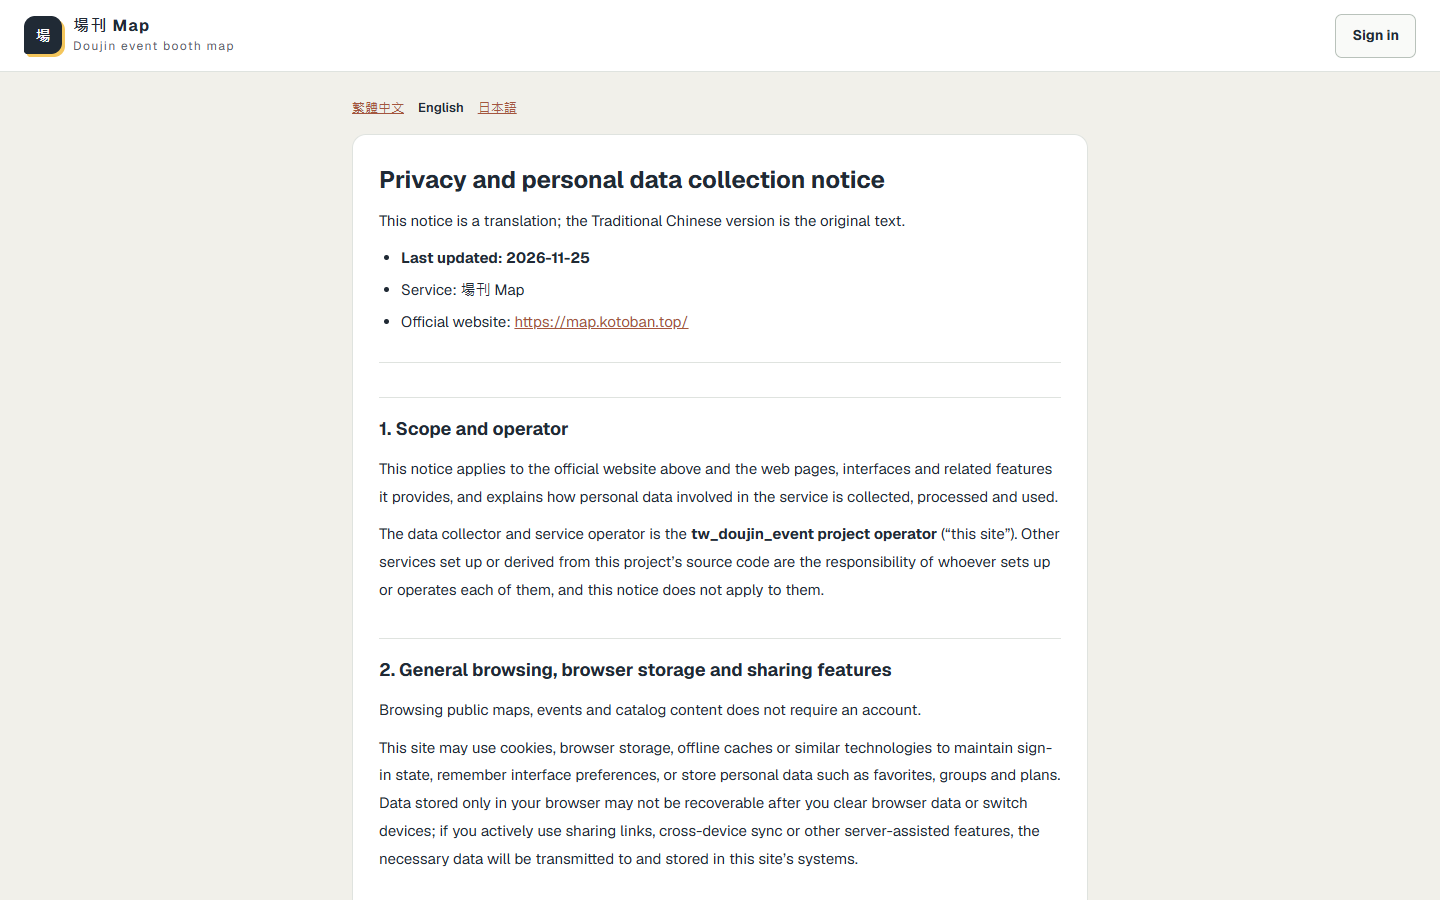 場
場刊 Map
Doujin event booth map
Sign in
繁體中文 English 日本語
Privacy and personal data collection notice
This notice is a translation; the Traditional Chinese version is the original text.
Last updated: 2026-11-25
Service: 場刊 Map
Official website: https://map.kotoban.top/
1. Scope and operator
This notice applies to the official website above and the web pages, interfaces and related features
it provides, and explains how personal data involved in the service is collected, processed and used.
The data collector and service operator is the tw_doujin_event project operator (“this site”). Other
services set up or derived from this project’s source code are the responsibility of whoever sets up
or operates each of them, and this notice does not apply to them.
2. General browsing, browser storage and sharing features
Browsing public maps, events and catalog content does not require an account.
This site may use cookies, browser storage, offline caches or similar technologies to maintain sign-
in state, remember interface preferences, or store personal data such as favorites, groups and plans.
Data stored only in your browser may not be recoverable after you clear browser data or switch
devices; if you actively use sharing links, cross-device sync or other server-assisted features, the
necessary data will be transmitted to and stored in this site’s systems.